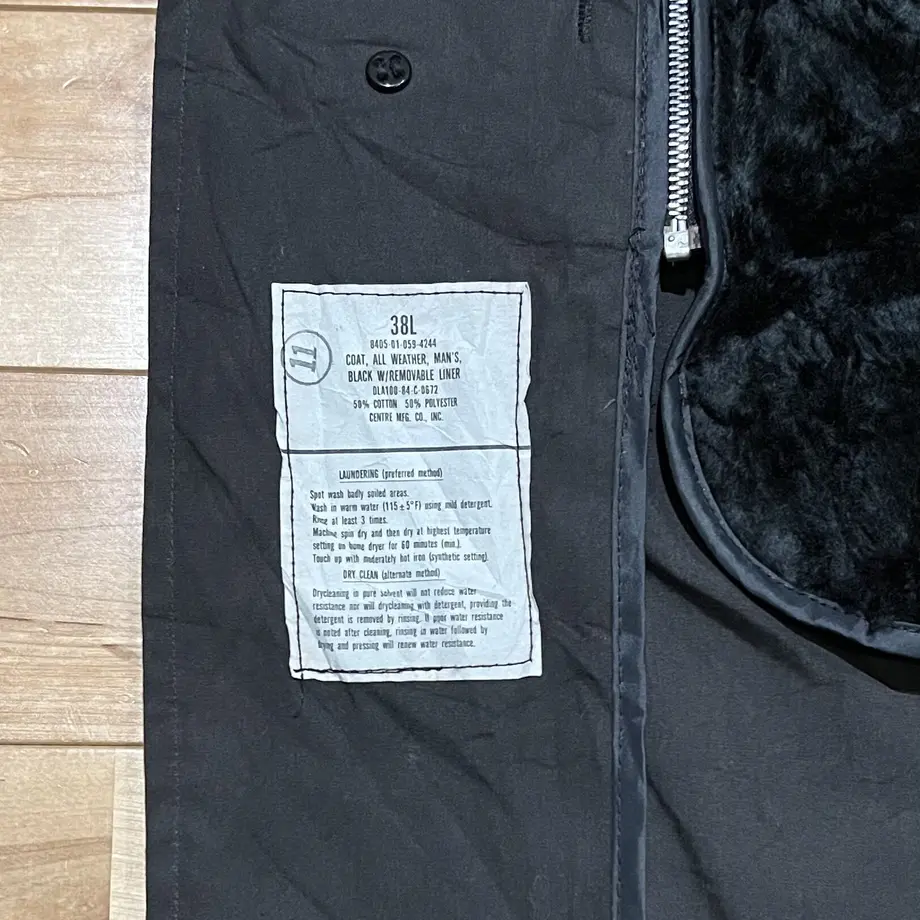 38L
8405-01-059-4244
COAT, ALL WEATHER, MAN'S,
BLACK W/REMOVABLE LINER
DLA100-84-C-0672
50% COTTON 50% POLYESTER
CENTRE MFG. CO., INC.
11
LAUNDERING (preferred method)
Spot wash badly soiled areas.
Wash in warm water (115±5°F) using mild detergent.
Rinse at least 3 times.
Machine spin dry and then dry at highest temperature
setting on home dryer for 60 minutes (min.).
Touch up with moderately hot iron (synthetic setting).
DRY CLEAN (alternate method)
Drycleaning in pure solvent will not reduce water
resistance nor will drycleaning with detergent, providing the
detergent is removed by rinsing. If poor water resistance
is noted after cleaning, rinsing in water followed by
drying and pressing will renew water resistance.